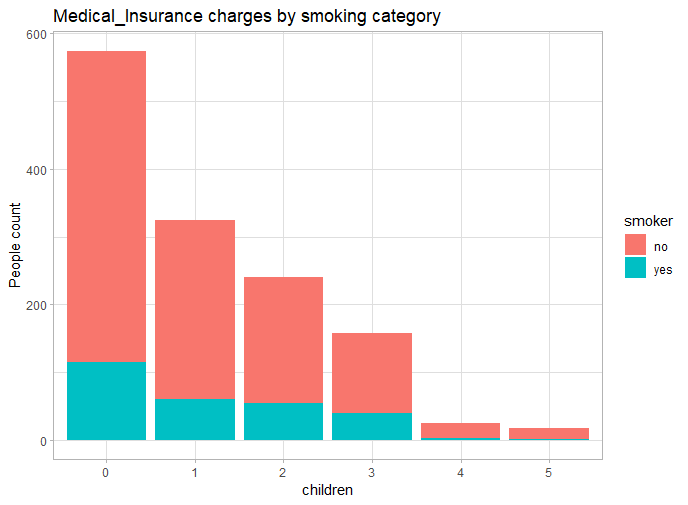 Medical_Insurance charges by smoking category
600
400
200
0
People count
0 1 2 3 4 5
children
smoker
no
yes